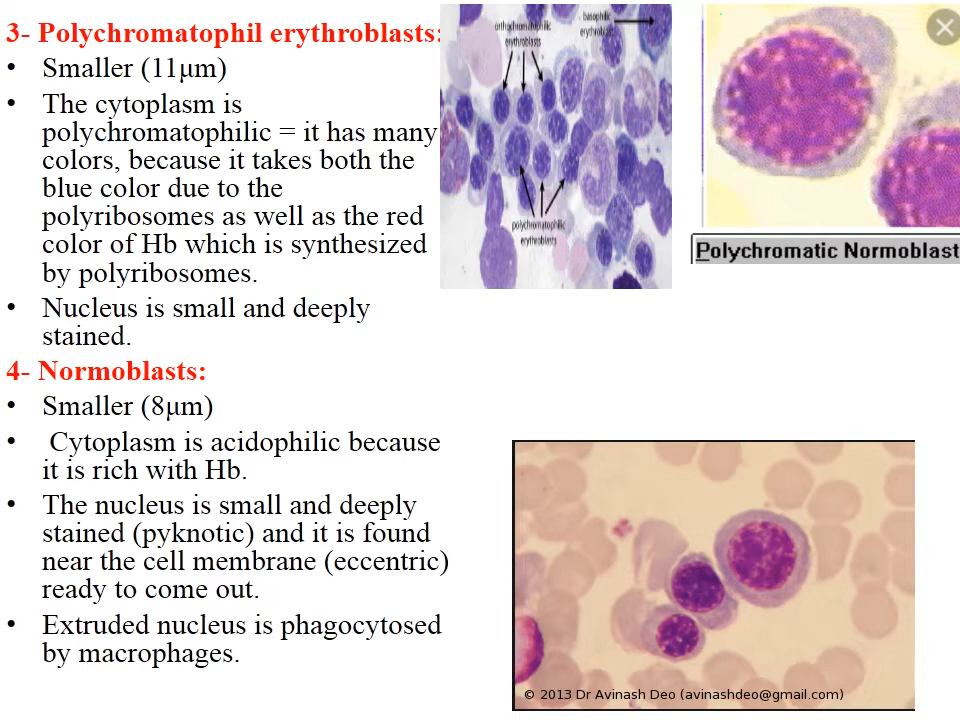 3- Polychromatophil erythroblasts:
• Smaller (11μm)
• The cytoplasm is
polychromatophilic = it has many
colors, because it takes both the
blue color due to the
polyribosomes as well as the red
color of Hb which is synthesized
by polyribosomes.
• Nucleus is small and deeply
stained.
4- Normoblasts:
• Smaller (8μm)
• Cytoplasm is acidophilic because
it is rich with Hb.
• The nucleus is small and deeply
stained (pyknotic) and it is found
near the cell membrane (eccentric)
ready to come out.
• Extruded nucleus is phagocytosed
by macrophages.
orthochromatophilic
erythroblasts
basophilic
erythroblast
polychromatophilic
erythroblasts
Polychromatic Normoblast
© 2013 Dr Avinash Deo (avinashdeo@gmail.com)